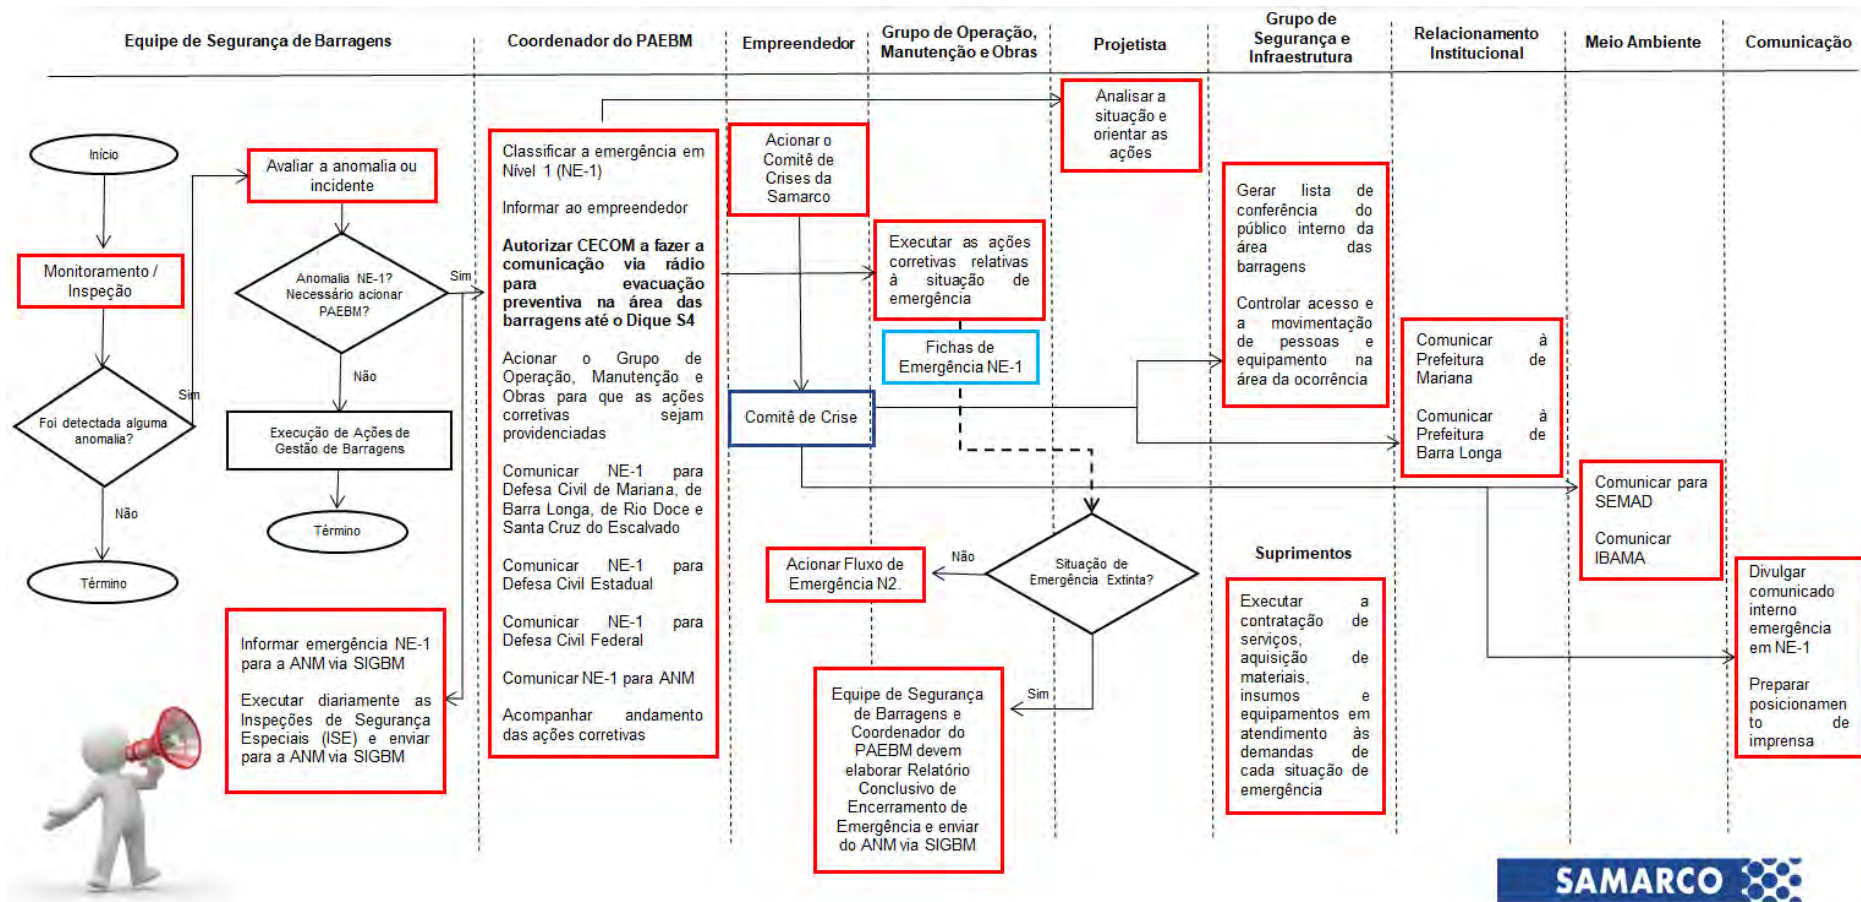 Equipe de Segurança de Barragens
Coordenador do PAEBM
Empreendedor
Grupo de Operação,
Manutenção e Obras
Projetista
Grupo de
Segurança e
Infraestrutura
Relacionamento
Institucional
Meio Ambiente
Comunicação
Início
Monitoramento /
Inspeção
Foi detectada alguma
anomalia?
Sim
Não
Término
Avaliar a anomalia ou
incidente
Anomalia NE-1?
Necessário acionar
PAEBM?
Sim
Não
Execução de Ações de
Gestão de Barragens
Término
Informar emergência NE-1
para a ANM via SIGBM
Executar diariamente as
Inspeções de Segurança
Especiais (ISE) e enviar
para a ANM via SIGBM
Classificar a emergência em
Nível 1 (NE-1)
Informar ao empreendedor
Autorizar CECOM a fazer a
comunicação via rádio
para evacuação
preventiva na área das
barragens até o Dique S4
Acionar o Grupo de
Operação, Manutenção e
Obras para que as ações
corretivas sejam
providenciadas
Comunicar NE-1 para
Defesa Civil de Mariana, de
Barra Longa, de Rio Doce e
Santa Cruz do Escalvado
Comunicar NE-1 para
Defesa Civil Estadual
Comunicar NE-1 para
Defesa Civil Federal
Comunicar NE-1 para ANM
Acompanhar andamento
das ações corretivas
Acionar o
Comitê de
Crises da
Samarco
Comitê de Crise
Executar as ações
corretivas relativas
à situação de
emergência
Fichas de
Emergência NE-1
Analisar a
situação e
orientar as
ações
Situação de
Emergência Extinta?
Não
Acionar Fluxo de
Emergência N2.
Sim
Equipe de Segurança
de Barragens e
Coordenador do
PAEBM devem
elaborar Relatório
Conclusivo de
Encerramento de
Emergência e enviar
do ANM via SIGBM
Gerar lista de
conferência do
público interno da
área das
barragens
Controlar acesso e
a movimentação
de pessoas e
equipamento na
área da ocorrência
Suprimentos
Executar a
contratação de
serviços,
aquisição de
materiais,
insumos e
equipamentos em
atendimento às
demandas de
cada situação de
emergência
Comunicar à
Prefeitura de
Mariana
Comunicar à
Prefeitura de
Barra Longa
Comunicar para
SEMAD
Comunicar
IBAMA
Divulgar
comunicado
interno
emergência
em NE-1
Preparar
posicionamen
to de
imprensa
SAMARCO